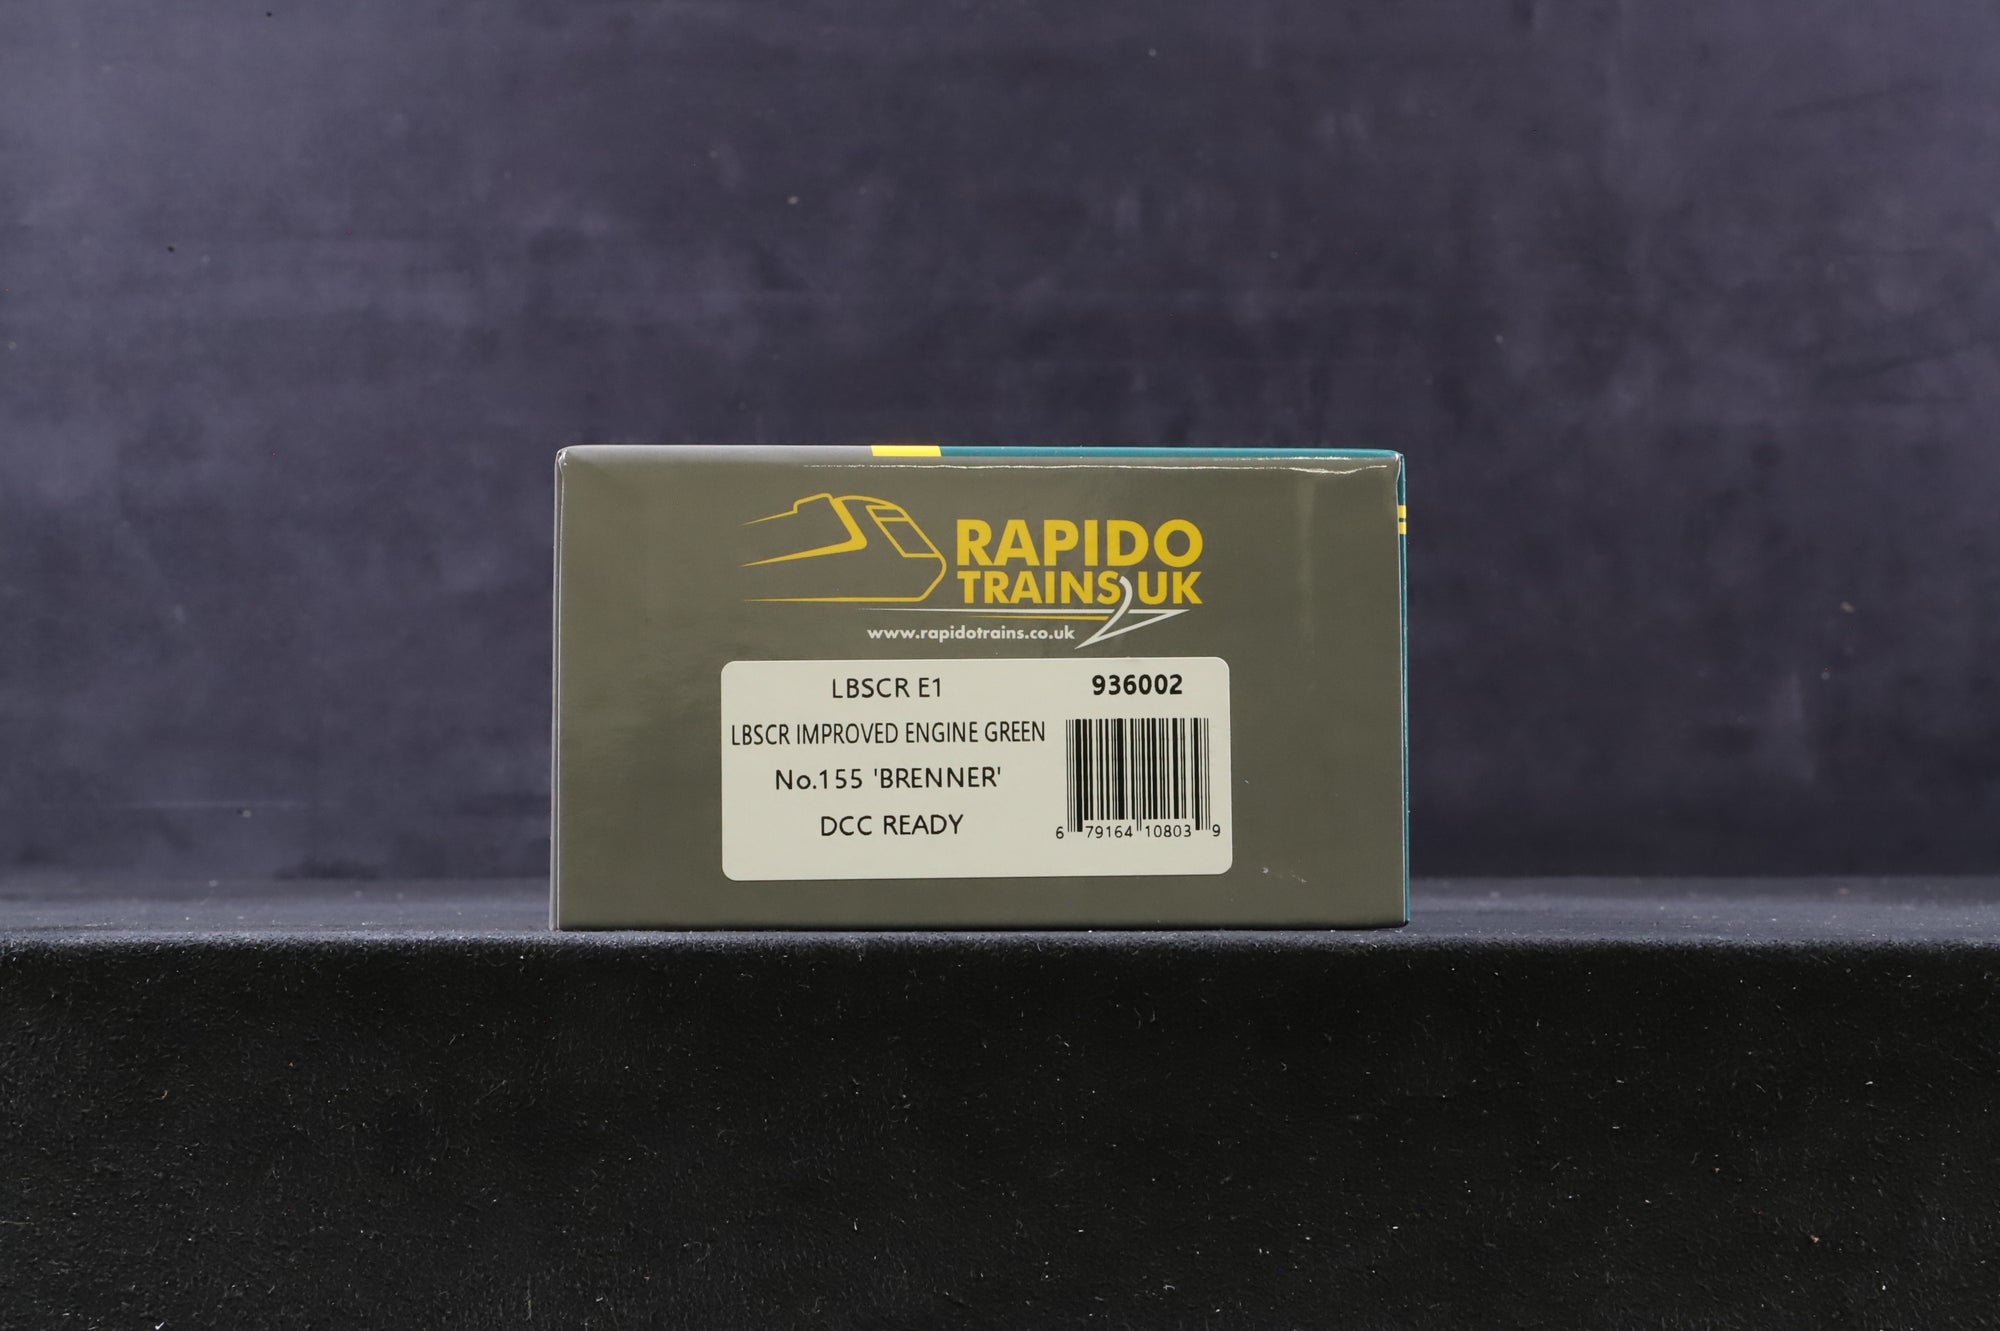 RAPIDO
TRAINS UK
www.rapidotrains.co.uk
LBSCR E1
936002
LBSCR IMPROVED ENGINE GREEN
No.155 'BRENNER'
DCC READY
6 79164 10803 9